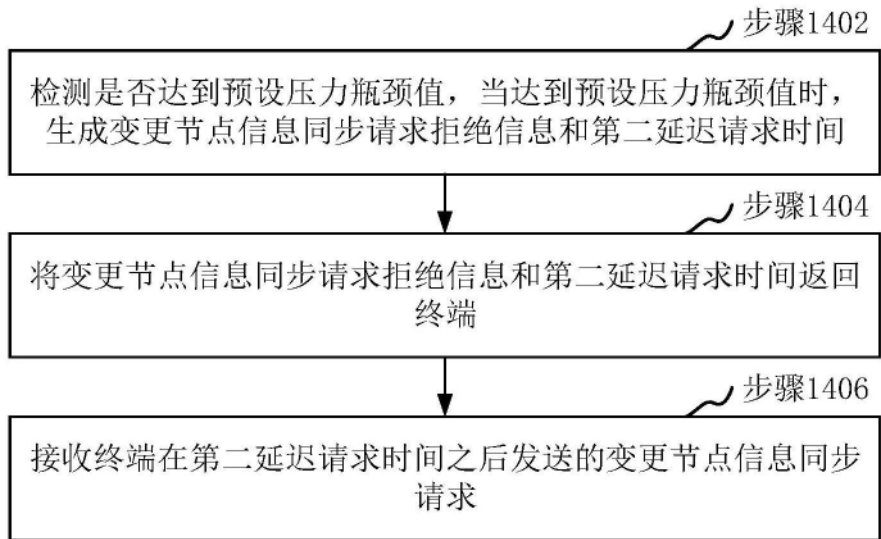 步骤1402
检测是否达到预设压力瓶颈值，当达到预设压力瓶颈值时，
生成变更节点信息同步请求拒绝信息和第二延迟请求时间
步骤1404
将变更节点信息同步请求拒绝信息和第二延迟请求时间返回
终端
步骤1406
接收终端在第二延迟请求时间之后发送的变更节点信息同步
请求